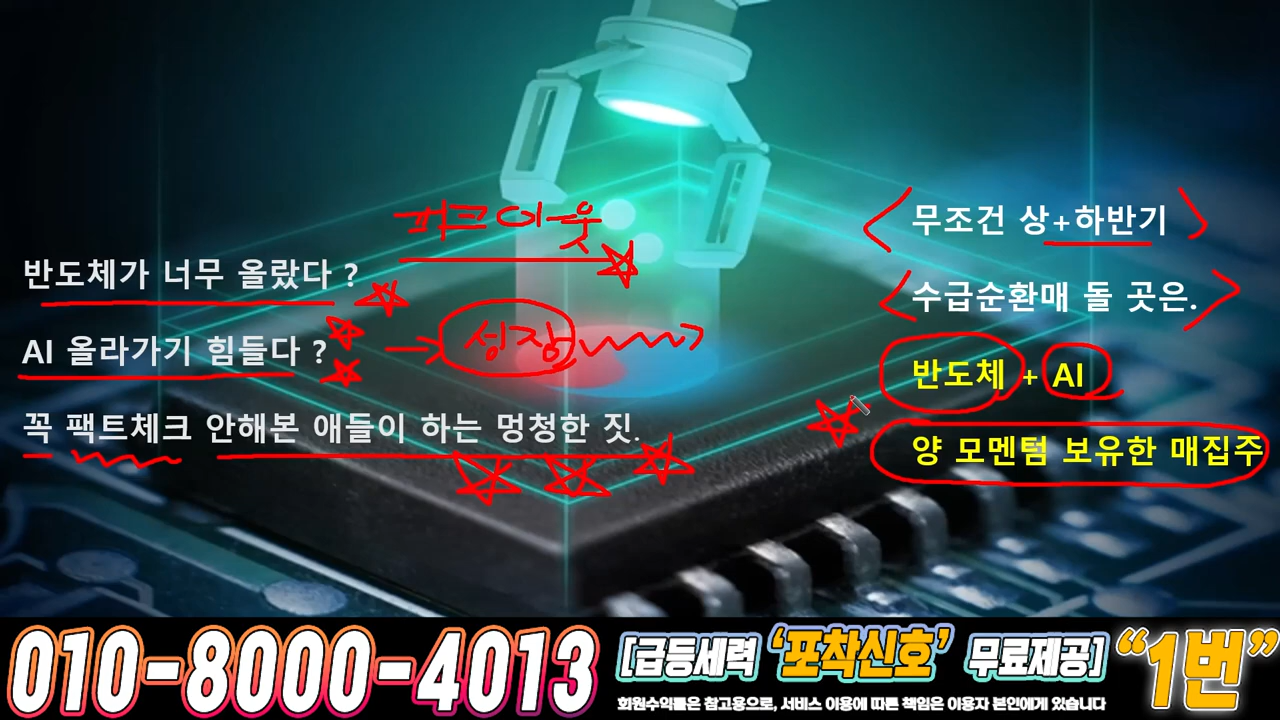 피크이웃
반도체가 너무 올랐다 ?
AI 올라가기 힘들다 ?
성장
꼭 팩트체크 안해본 애들이 하는 멍청한 짓.
무조건 상+하반기
수급순환매 돌 곳은.
반도체 + AI
양 모멘텀 보유한 매집주
010-8000-4013
[급등세력 '포착신호' 무료제공] "1번"
회원수익률은 참고용으로, 서비스 이용에 따른 책임은 이용자 본인에게 있습니다